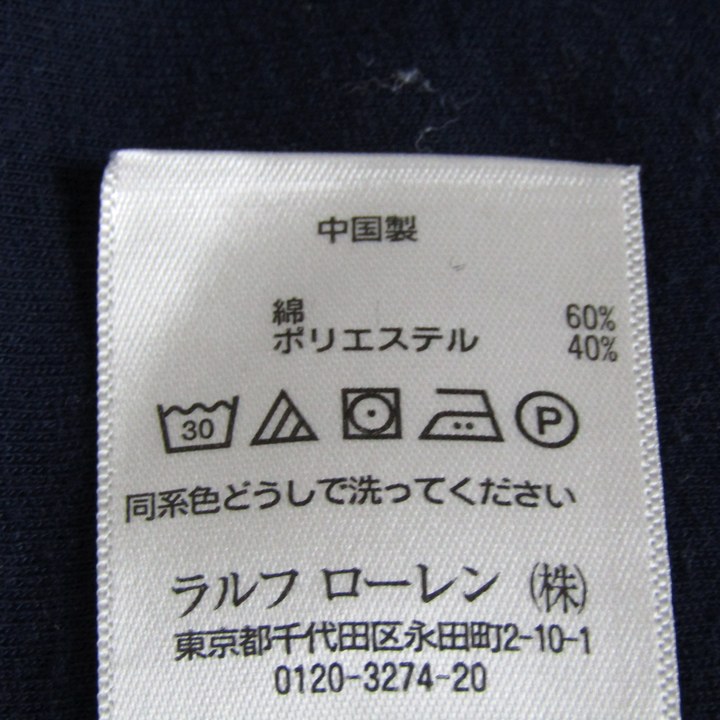 中国製
綿 60%
ポリエステル 40%
30 P
同系色どうしで洗ってください
ラルフ ローレン (株)
東京都千代田区永田町2-10-1
0120-3274-20